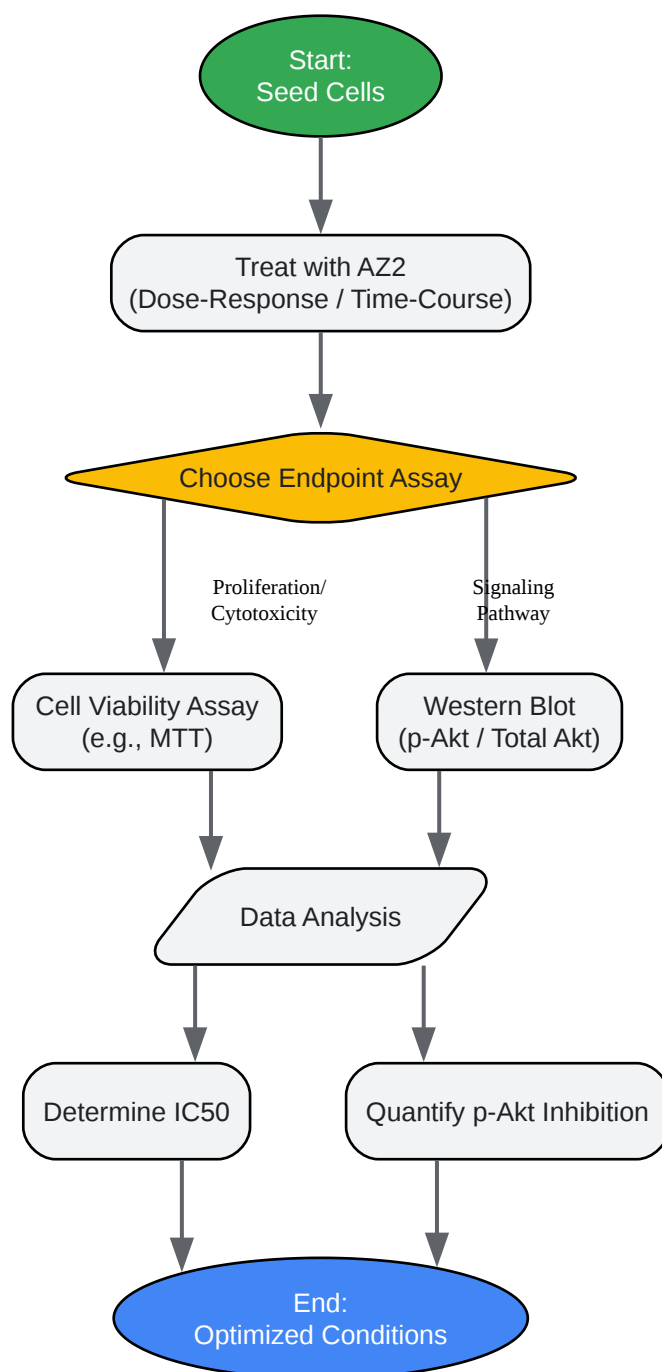 Start:
Seed Cells
Treat with AZ2
(Dose-Response / Time-Course)
Choose Endpoint Assay
Proliferation/
Cytotoxicity
Signaling
Pathway
Cell Viability Assay
(e.g., MTT)
Western Blot
(p-Akt / Total Akt)
Data Analysis
Determine IC50
Quantify p-Akt Inhibition
End:
Optimized Conditions